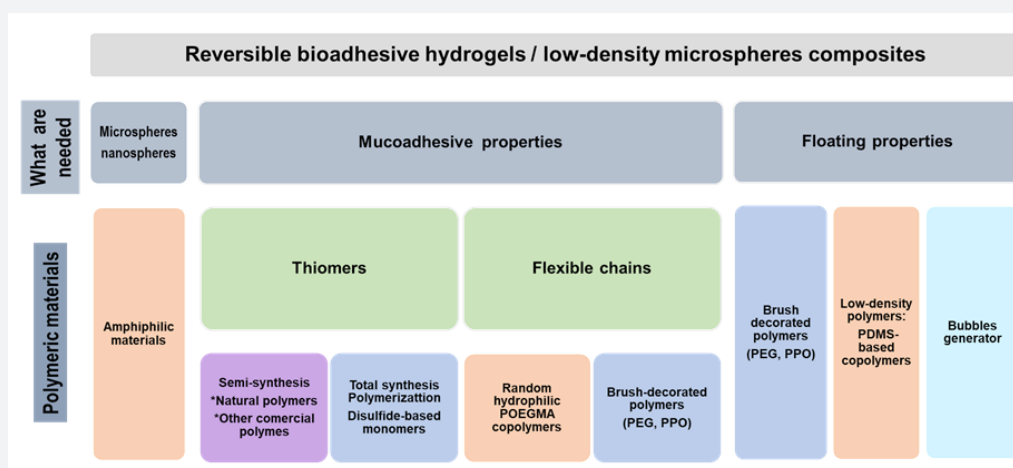 Reversible bioadhesive hydrogels / low-density microspheres composites
What are
needed
Microspheres
nanospheres
Mucoadhesive properties
Floating properties
Polymeric materials
Amphiphilic
materials
Thiomers
Flexible chains
Semi-synthesis
*Natural polymers
*Other comercial
polymes
Total synthesis
Polymerizattion
Disulfide-based
monomers
Random
hydrophilic
POEGMA
copolymers
Brush-decorated
polymers
(PEG, PPO)
Brush
decorated
polymers
(PEG, PPO)
Low-density
polymers:
PDMS-
based
copolymers
Bubbles
generator